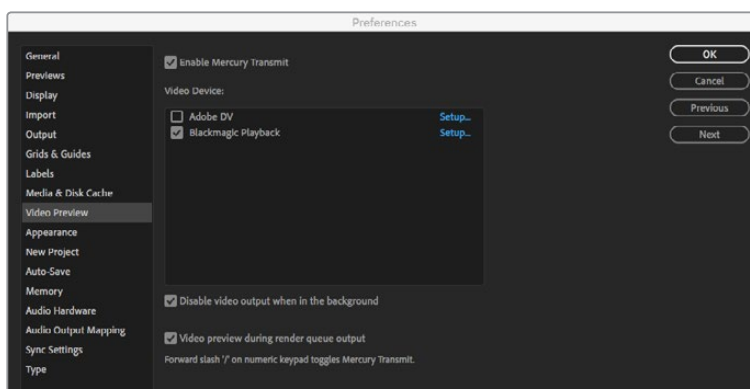 Preferences
General
Previews
Display
Import
Output
Grids & Guides
Labels
Media & Disk Cache
Video Preview
Appearance
New Project
Auto-Save
Memory
Audio Hardware
Audio Output Mapping
Sync Settings
Type
Enable Mercury Transmit
Video Device:
Adobe DV Setup...
Blackmagic Playback Setup...
Disable video output when in the background
Video preview during render queue output
Forward slash '/' on numeric keypad toggles Mercury Transmit.
OK
Cancel
Previous
Next